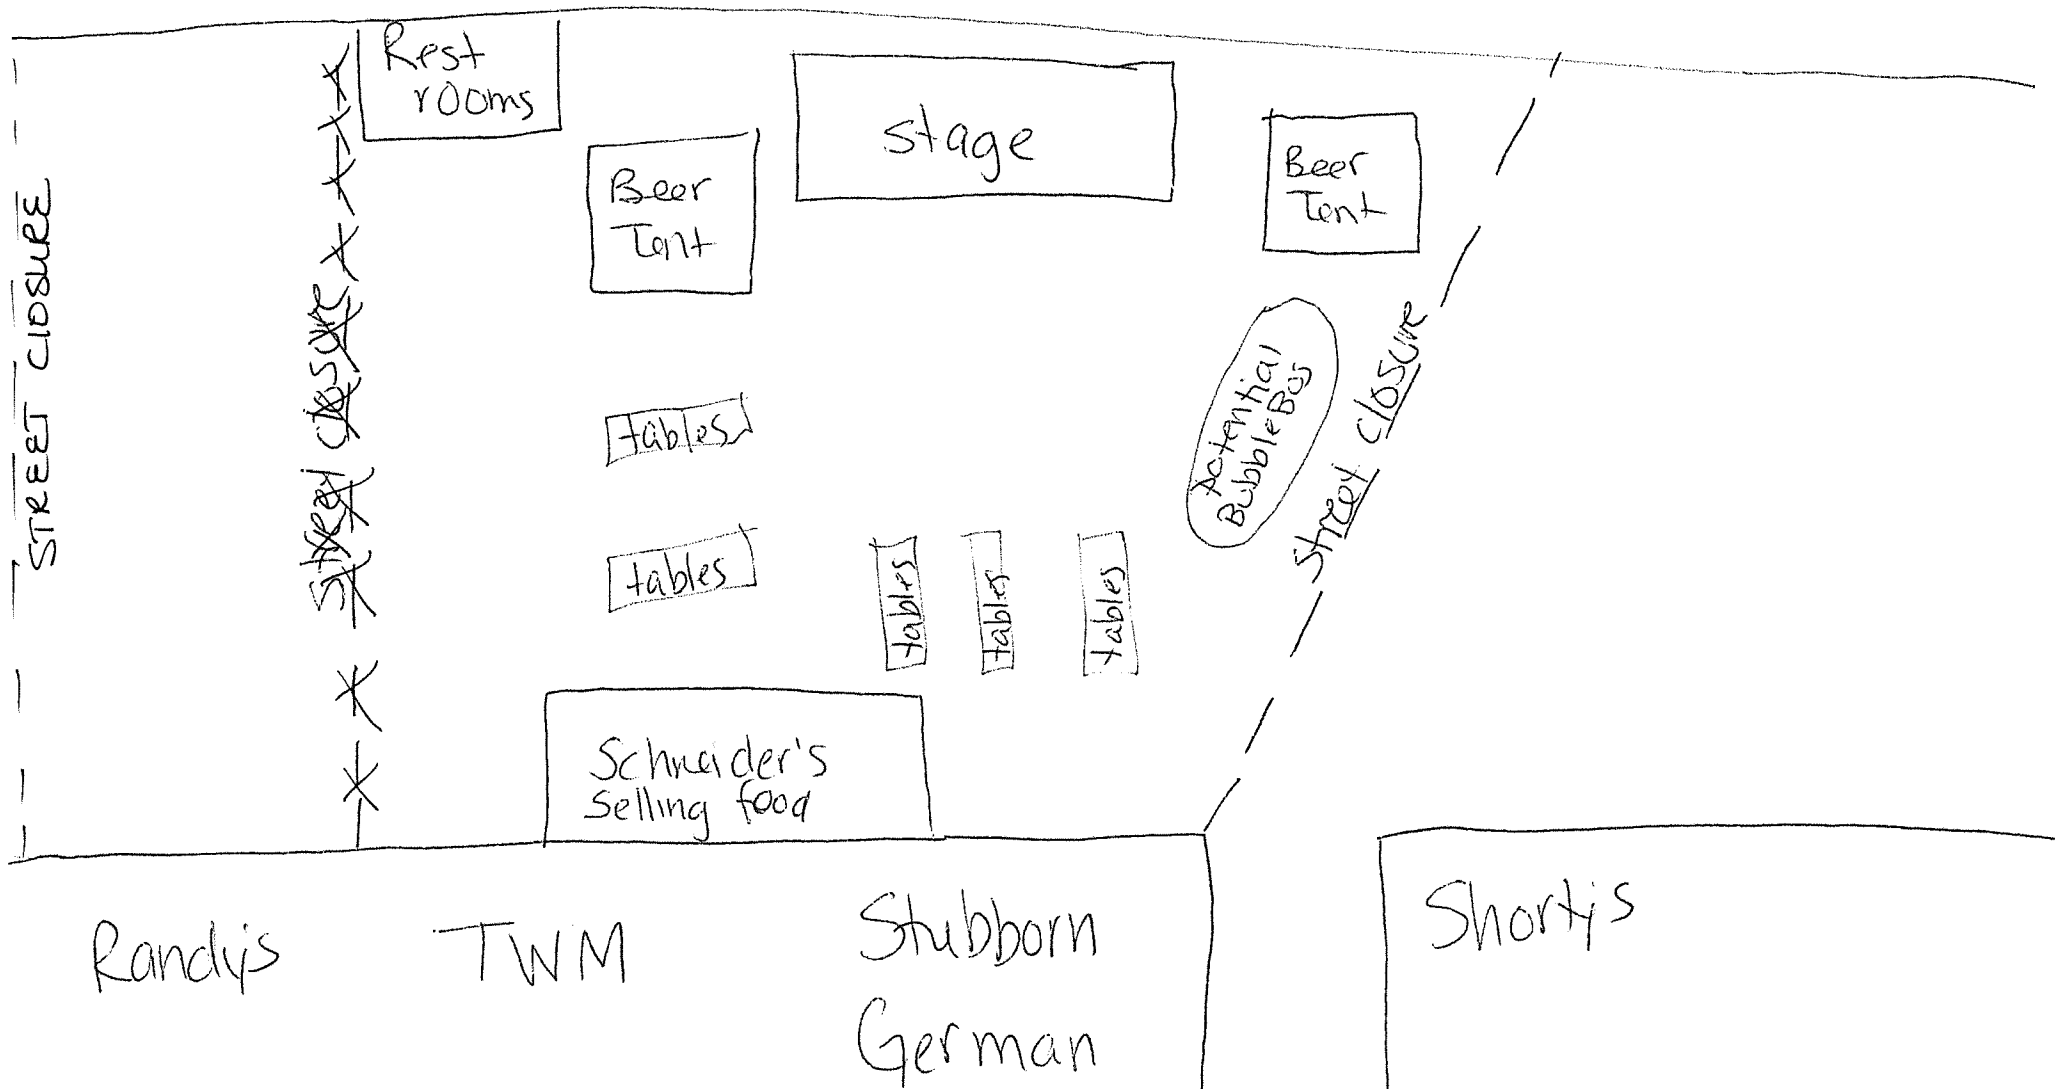 Rest
rooms
stage
Beer
Tent
Beer
Tent
STREET CLOSURE
Street closure
Potential
Bubble Bus
Street closure
tables
tables
tables
tables
tables
Schneider's
Selling food
Randy's
TWM
Stubborn
German
Shorty's